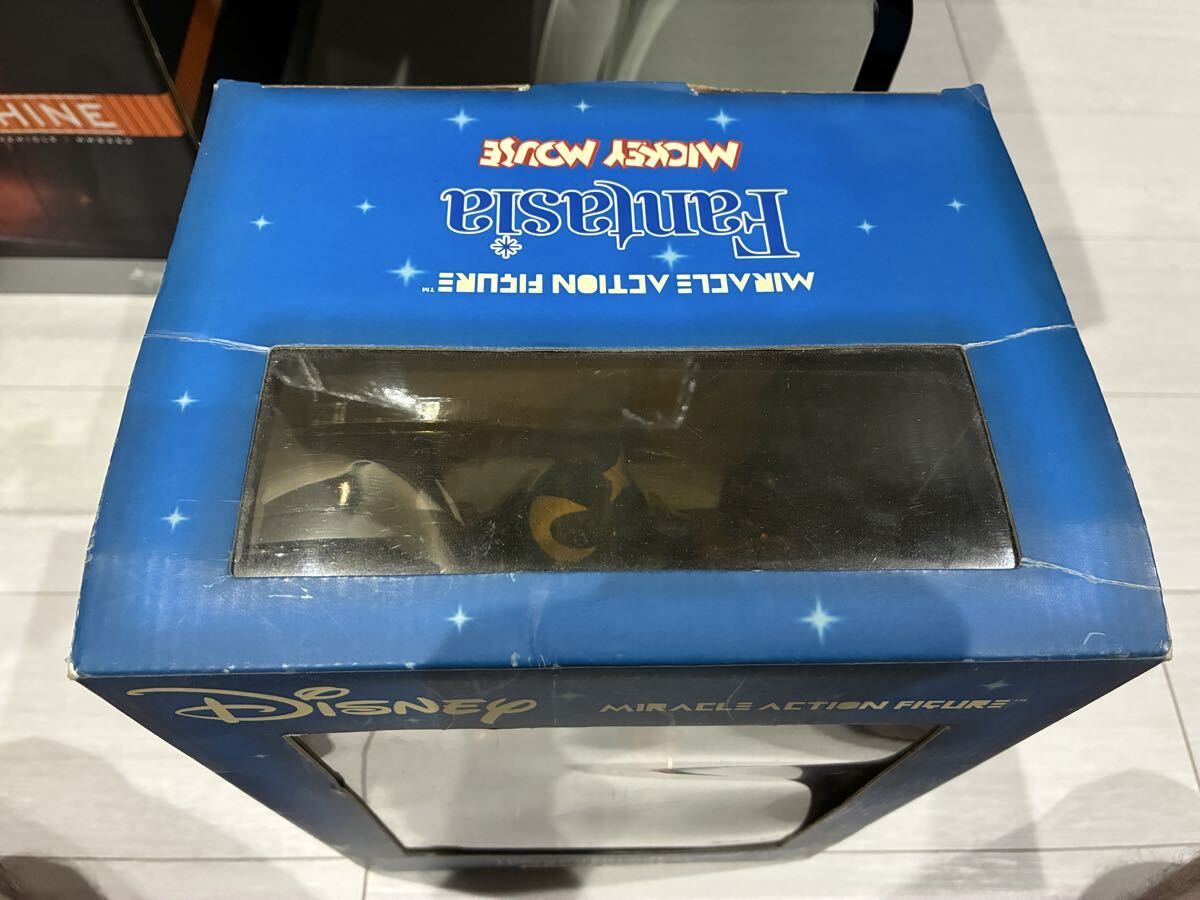 HINE
MICKEY MOUSE
Fantasia
MIRACLE ACTION FIGURE™
DISNEY
MIRACLE ACTION FIGURE™